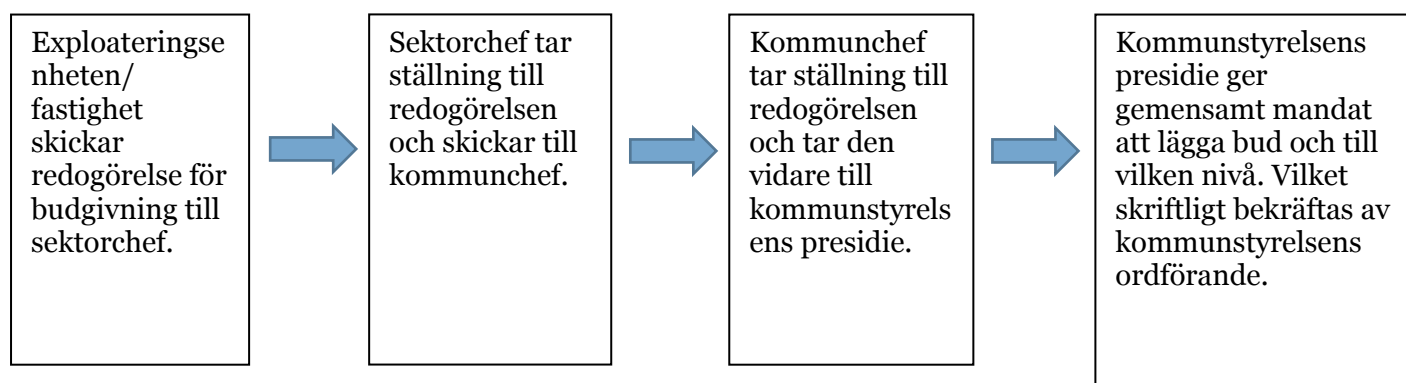 Exploateringse
nheten/
fastighet
skickar
redogörelse för
budgivning till
sektorchef.
Sektorchef tar
ställning till
redogörelsen
och skickar till
kommunchef.
Kommunchef
tar ställning till
redogörelsen
och tar den
vidare till
kommunstyrels
ens presidie.
Kommunstyrelsens
presidie ger
gemensamt mandat
att lägga bud och till
vilken nivå. Vilket
skriftligt bekräftas av
kommunstyrelsens
ordförande.